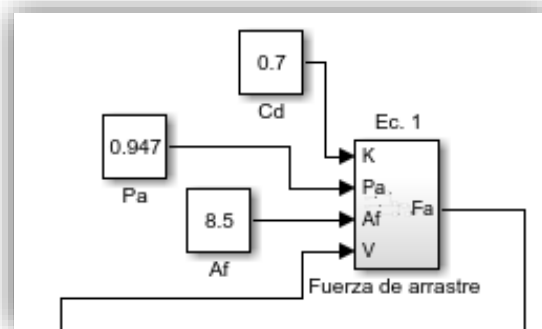 0.7
Cd
Ec. 1
0.947
Pa
8.5
Af
K
Pa
Af
V
Fa
Fuerza de arrastre